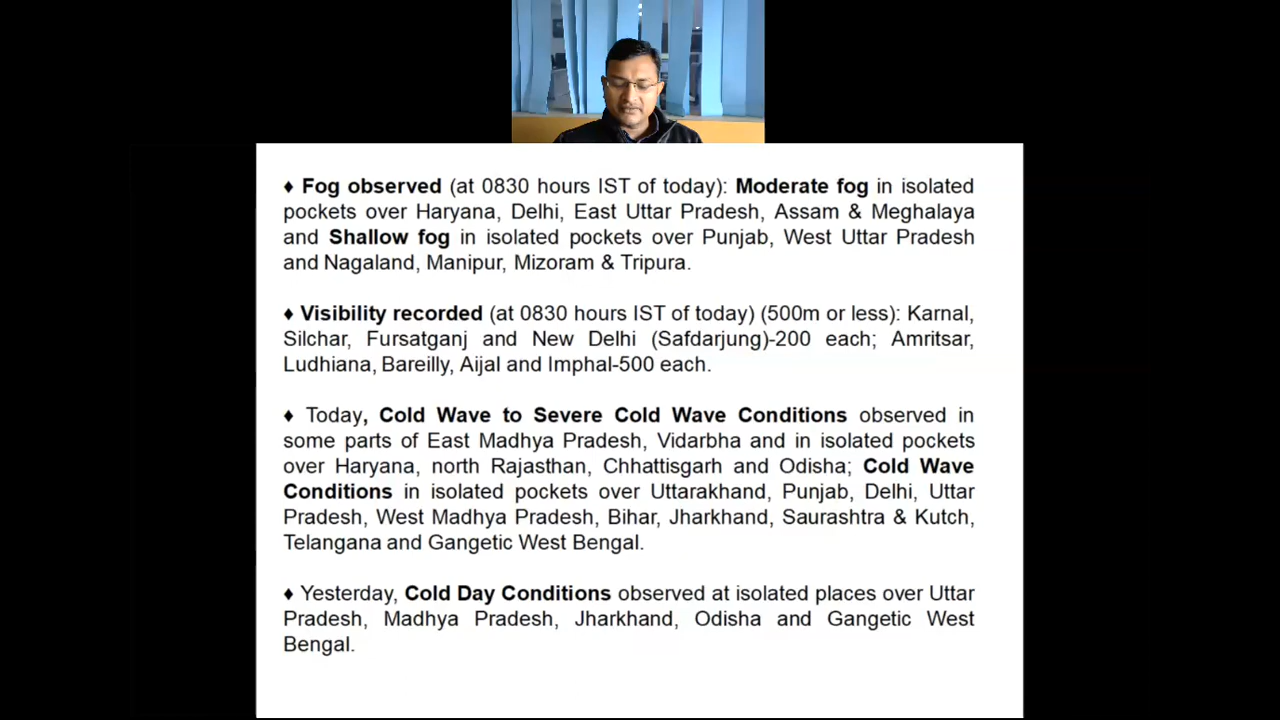 ♦ Fog observed (at 0830 hours IST of today): Moderate fog in isolated
pockets over Haryana, Delhi, East Uttar Pradesh, Assam & Meghalaya
and Shallow fog in isolated pockets over Punjab, West Uttar Pradesh
and Nagaland, Manipur, Mizoram & Tripura.
♦ Visibility recorded (at 0830 hours IST of today) (500m or less): Karnal,
Silchar, Fursatganj and New Delhi (Safdarjung)-200 each; Amritsar,
Ludhiana, Bareilly, Aijal and Imphal-500 each.
♦ Today, Cold Wave to Severe Cold Wave Conditions observed in
some parts of East Madhya Pradesh, Vidarbha and in isolated pockets
over Haryana, north Rajasthan, Chhattisgarh and Odisha; Cold Wave
Conditions in isolated pockets over Uttarakhand, Punjab, Delhi, Uttar
Pradesh, West Madhya Pradesh, Bihar, Jharkhand, Saurashtra & Kutch,
Telangana and Gangetic West Bengal.
♦ Yesterday, Cold Day Conditions observed at isolated places over Uttar
Pradesh, Madhya Pradesh, Jharkhand, Odisha and Gangetic West
Bengal.